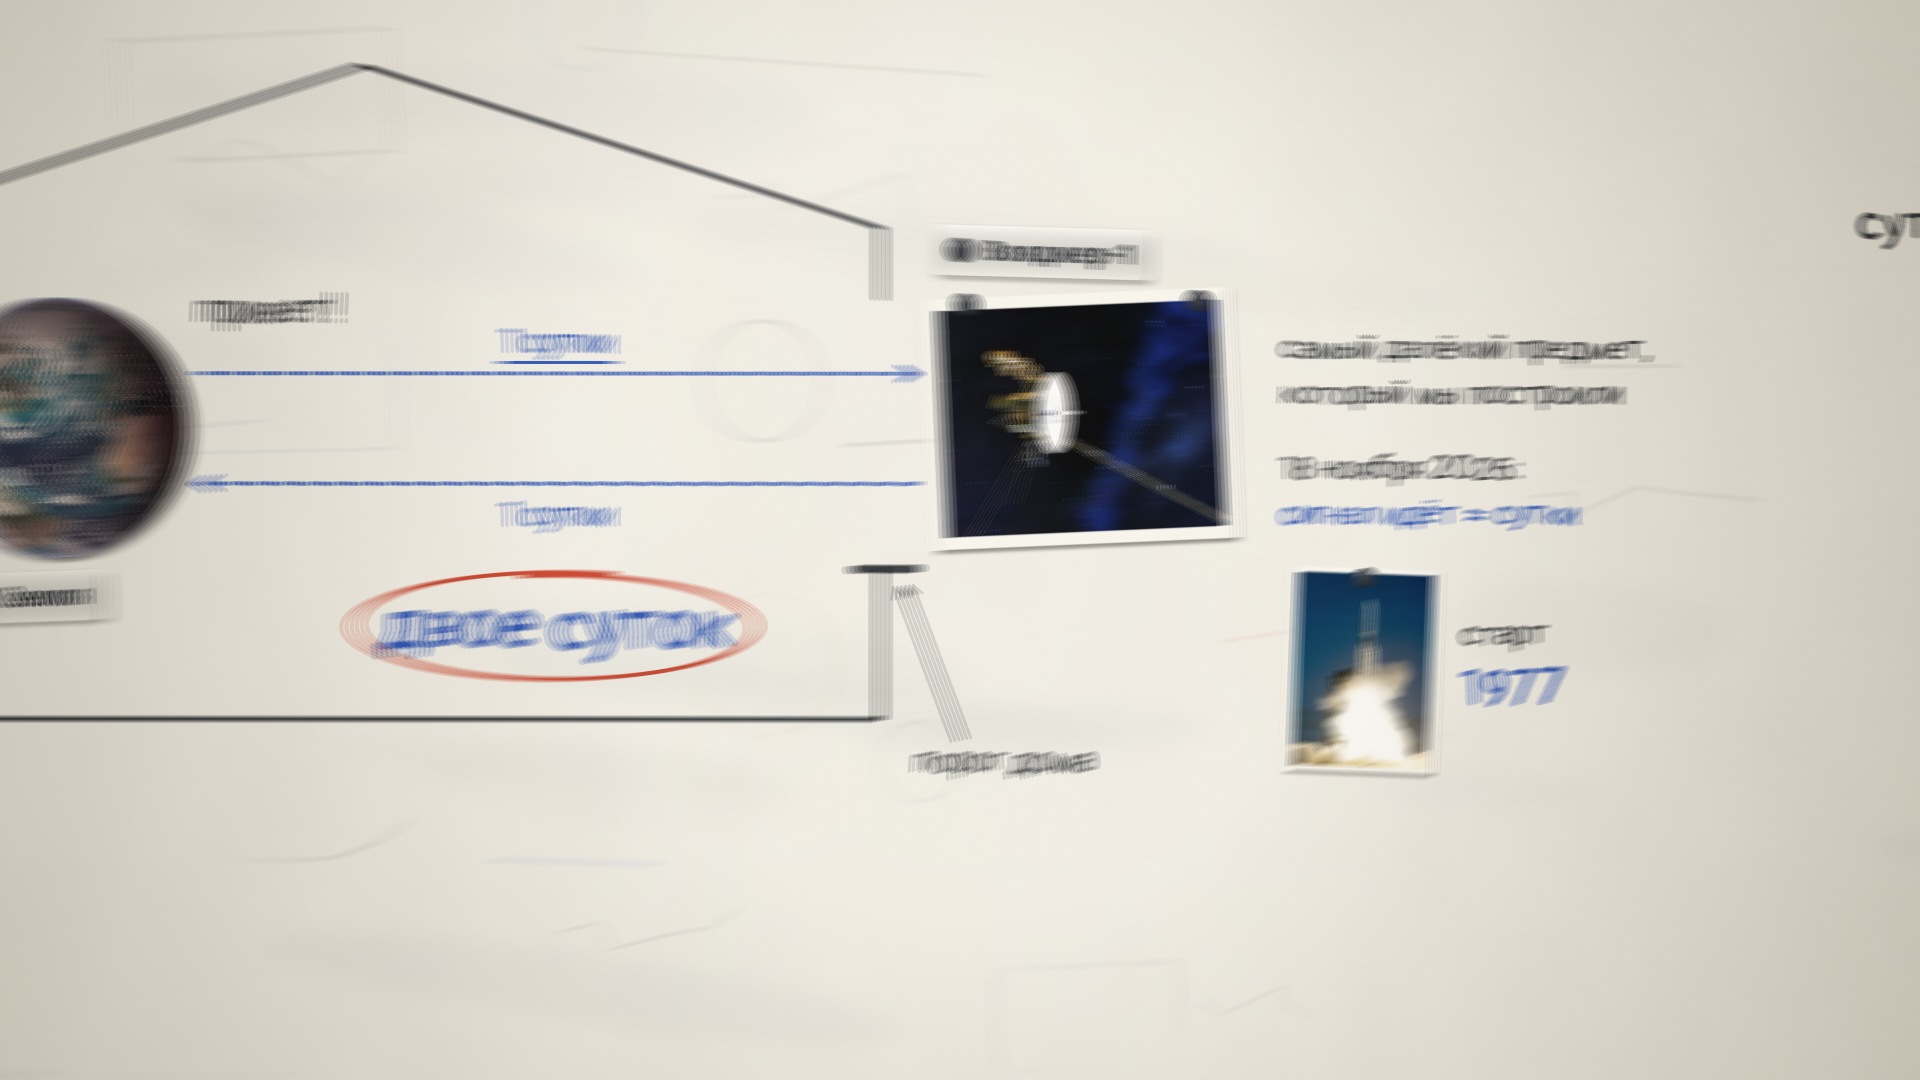 привет!
1 сутки
1 сутки
двое суток
Вояджер-1
самый далёкий предмет,
который мы построили
18 ноября 2026:
сигнал идёт ≈ сутки
старт
1977
порог дома
сут